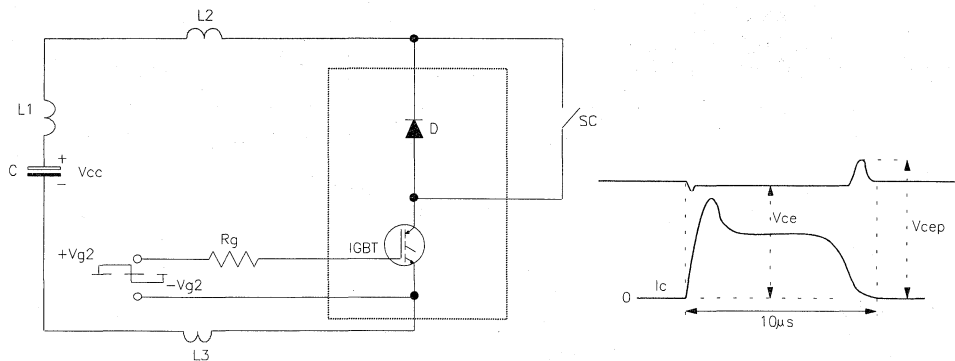 L2
L1
D
SC
C
+
Vcc
−
Vce
Vcep
Rg
IGBT
+Vg2
−Vg2
Ic
0
10μs
L3